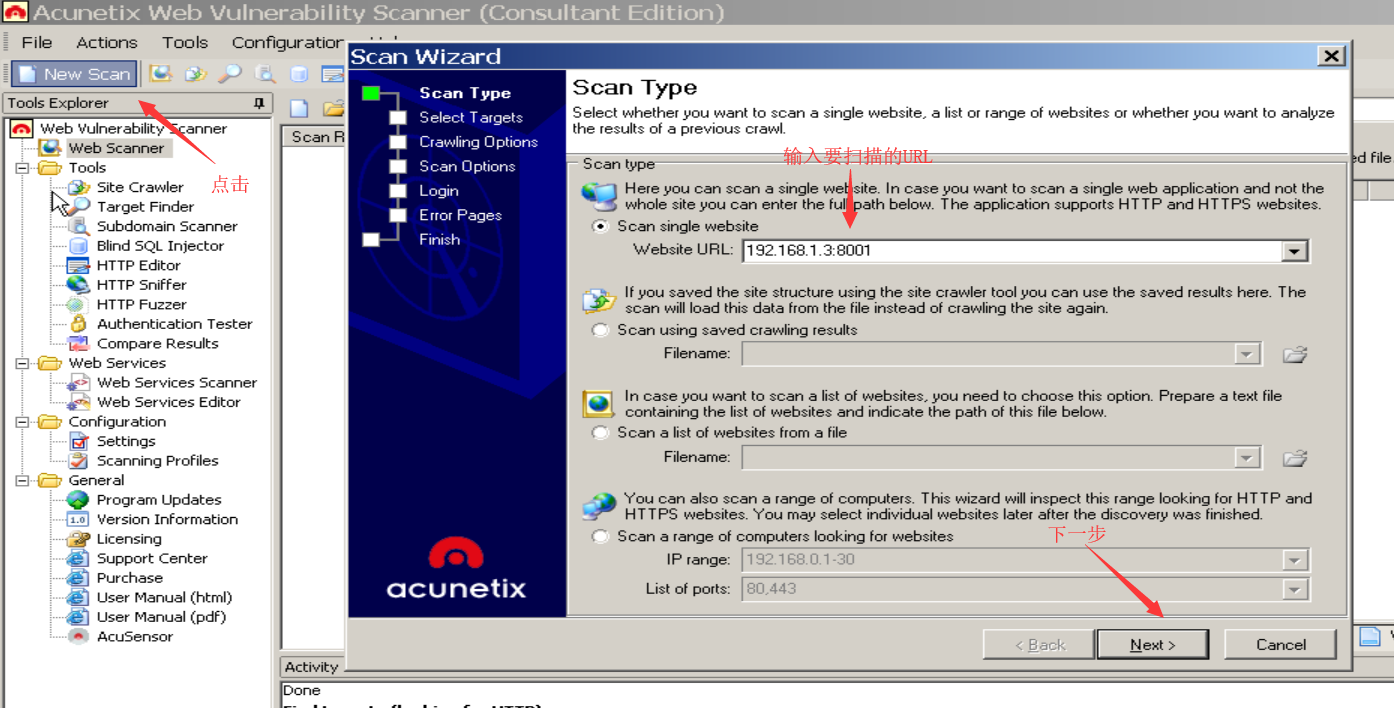 Acunetix Web Vulnerability Scanner (Consultant Edition)
File Actions Tools Configuration
New Scan
Tools Explorer
Web Vulnerability Scanner
Web Scanner
Tools
点击
Site Crawler
Target Finder
Subdomain Scanner
Blind SQL Injector
HTTP Editor
HTTP Sniffer
HTTP Fuzzer
Authentication Tester
Compare Results
Web Services
Web Services Scanner
Web Services Editor
Configuration
Settings
Scanning Profiles
General
Program Updates
1.0 Version Information
Licensing
Support Center
Purchase
User Manual (html)
User Manual (pdf)
AcuSensor
Scan R
Scan Wizard
Scan Type
Select Targets
Crawling Options
Scan Options
Login
Error Pages
Finish
acunetix
Scan Type
Select whether you want to scan a single website, a list or range of websites or whether you want to analyze
the results of a previous crawl.
Scan type
输入要扫描的URL
Here you can scan a single website. In case you want to scan a single web application and not the
whole site you can enter the full path below. The application supports HTTP and HTTPS websites.
Scan single website
Website URL: 192.168.1.3:8001
If you saved the site structure using the site crawler tool you can use the saved results here. The
scan will load this data from the file instead of crawling the site again.
Scan using saved crawling results
Filename:
In case you want to scan a list of websites, you need to choose this option. Prepare a text file
containing the list of websites and indicate the path of this file below.
Scan a list of websites from a file
Filename:
You can also scan a range of computers. This wizard will inspect this range looking for HTTP and
HTTPS websites. You may select individual websites later after the discovery was finished.
Scan a range of computers looking for websites
下一步
IP range: 192.168.0.1-30
List of ports: 80,443
< Back Next > Cancel
ed file
Activity
Done